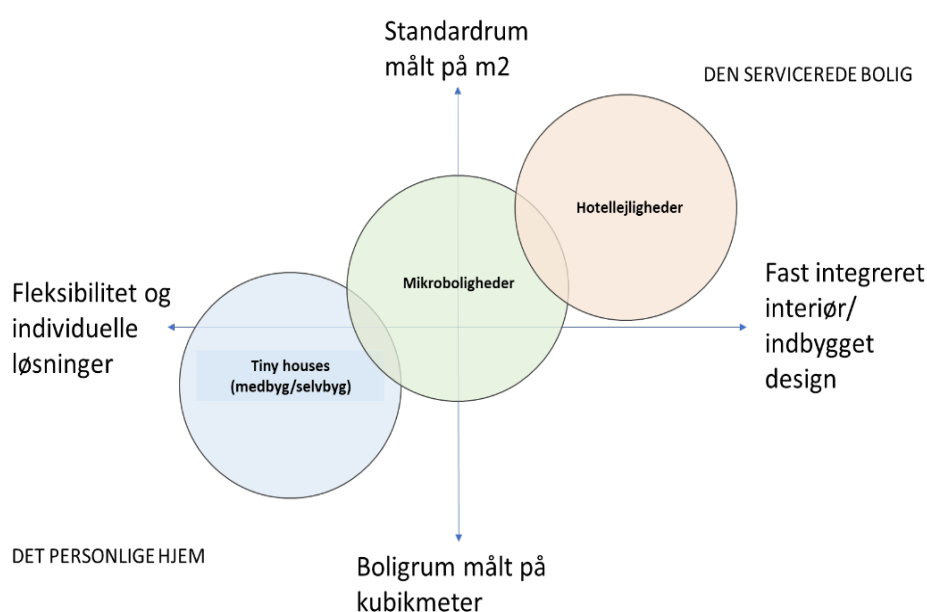 Standardrum
målt på m2
DEN SERVICEREDE BOLIG
Hotellejligheder
Mikroboligheder
Fast integreret
interiør/
indbygget
design
Fleksibilitet og
individuelle
løsninger
Tiny houses
(medbyg/selvbyg)
DET PERSONLIGE HJEM
Boligrum målt på
kubikmeter